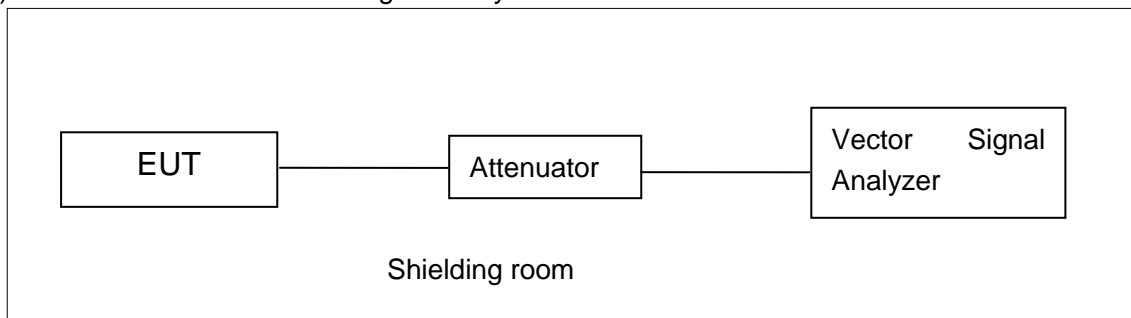 EUT
Attenuator
Vector Signal
Analyzer
Shielding room